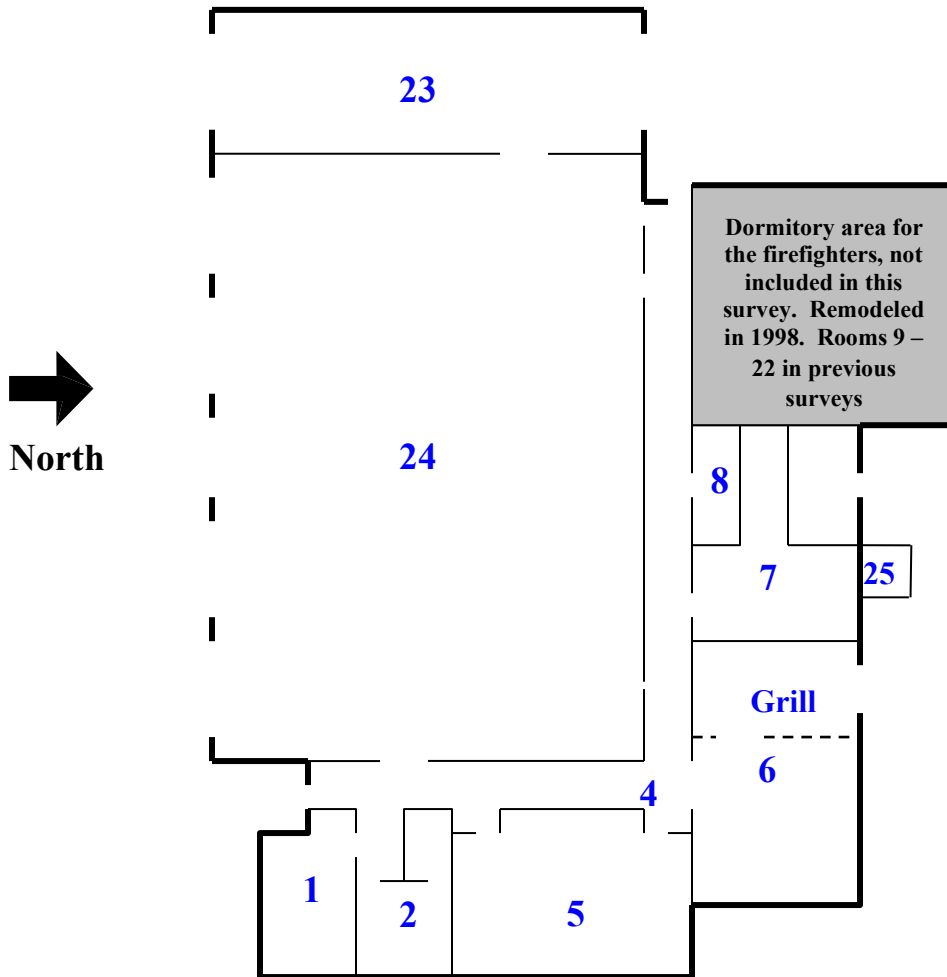 23
Dormitory area for
the firefighters, not
included in this
survey. Remodeled
in 1998. Rooms 9 –
22 in previous
surveys
North
24
8
7
25
Grill
6
4
1
2
5